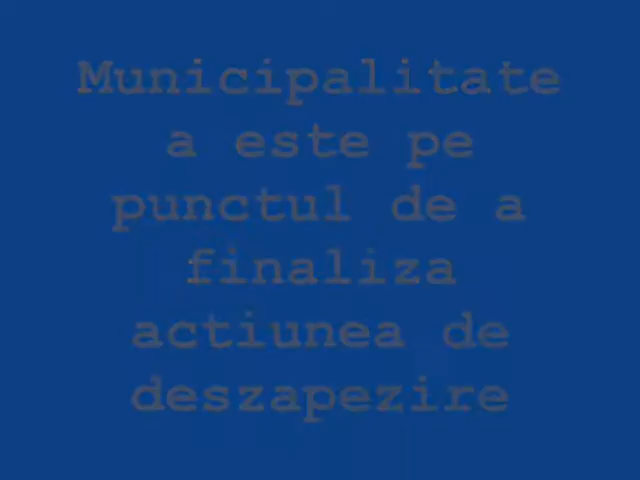 Municipalitate
a este pe
punctul de a
finaliza
actiunea de
deszapezire